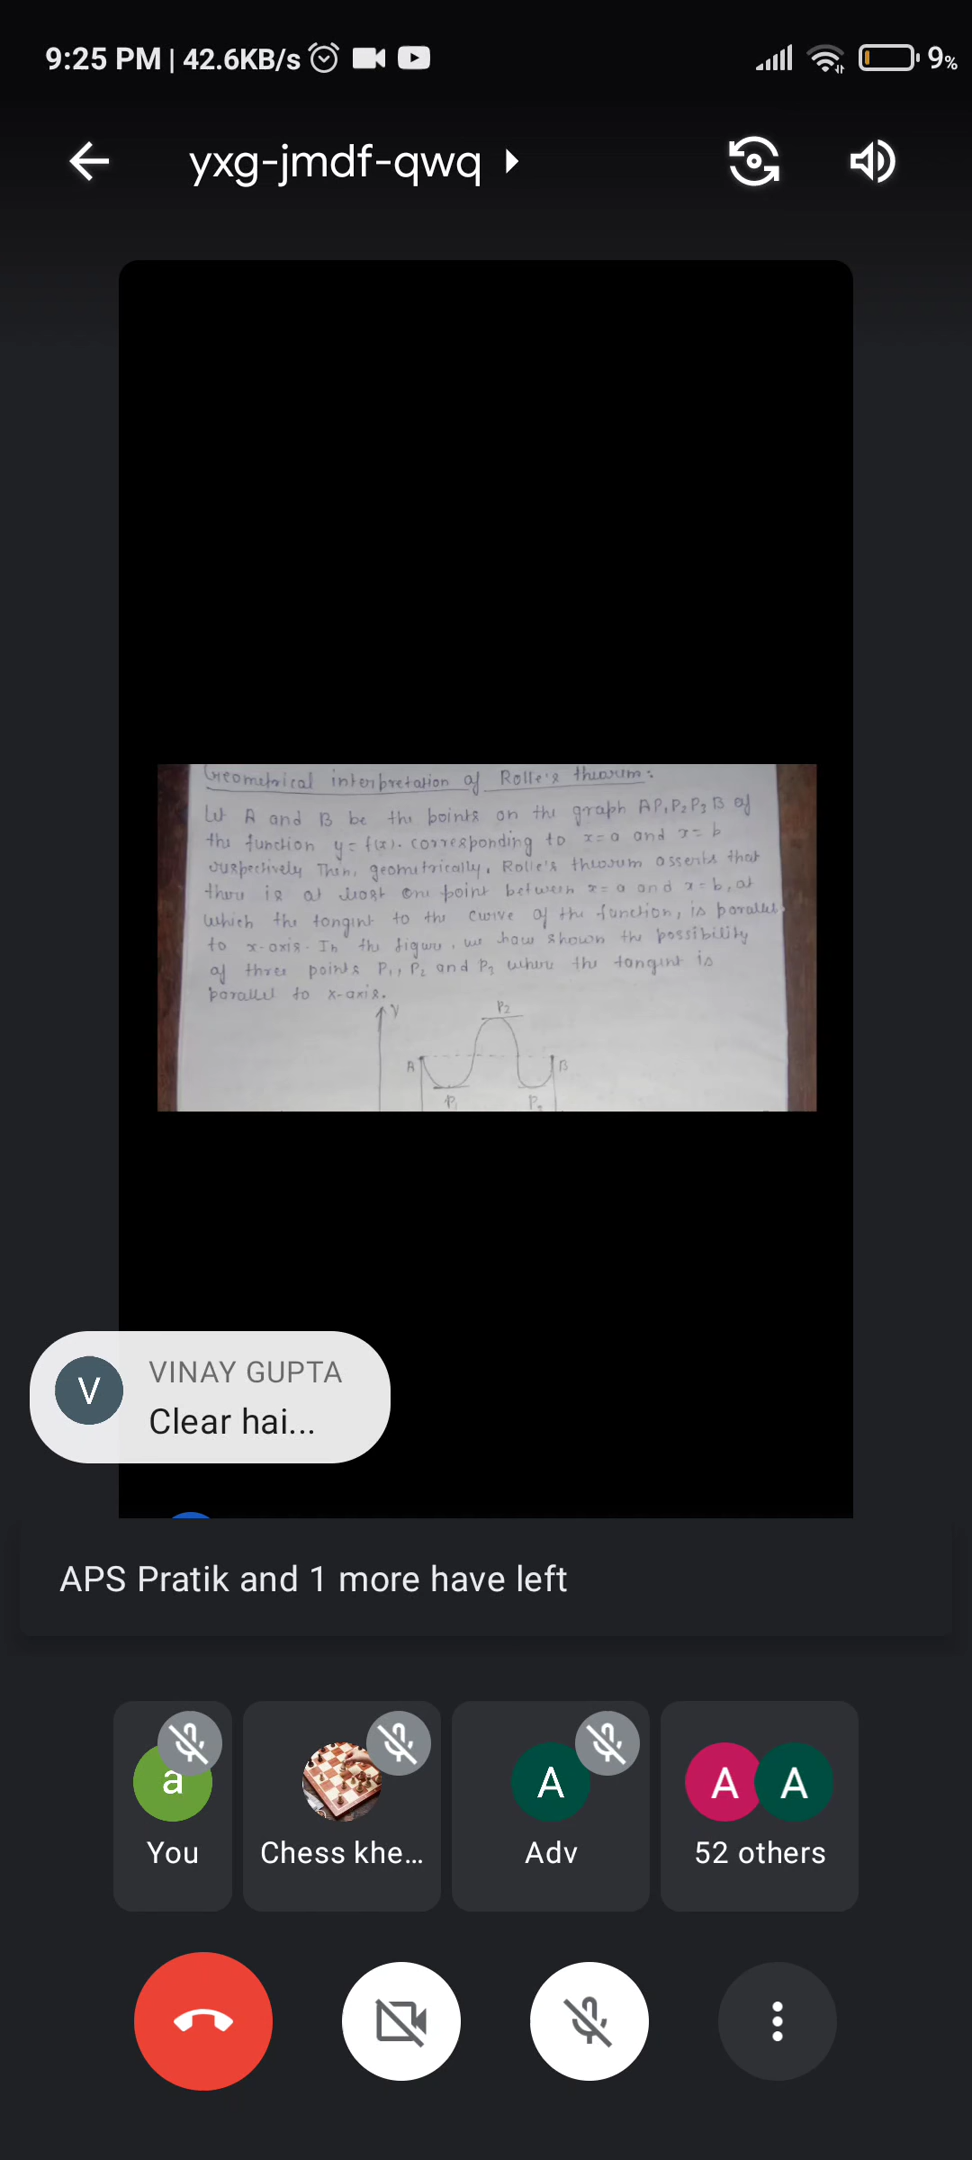 9:25 PM | 42.6KB/s
9%
yxg-jmdf-qwq
Geometrical interpretation of Rolle's theorem:
Let A and B be the points on the graph AP₁P₂P₃B of
the function y = f(x). corresponding to x=a and x=b
respectively Then, geometrically, Rolle's theorem asserts that
there is at least one point between x=a and x=b, at
which the tangent to the curve of the function, is parallel
to x-axis. In the figure, we have shown the possibility
of three points P₁, P₂ and P₃ where the tangent is
parallel to x-axis.
Y
P₂
A
B
P₁
P₃
V
VINAY GUPTA
Clear hai...
APS Pratik and 1 more have left
a
A
A
A
You
Chess khe...
Adv
52 others